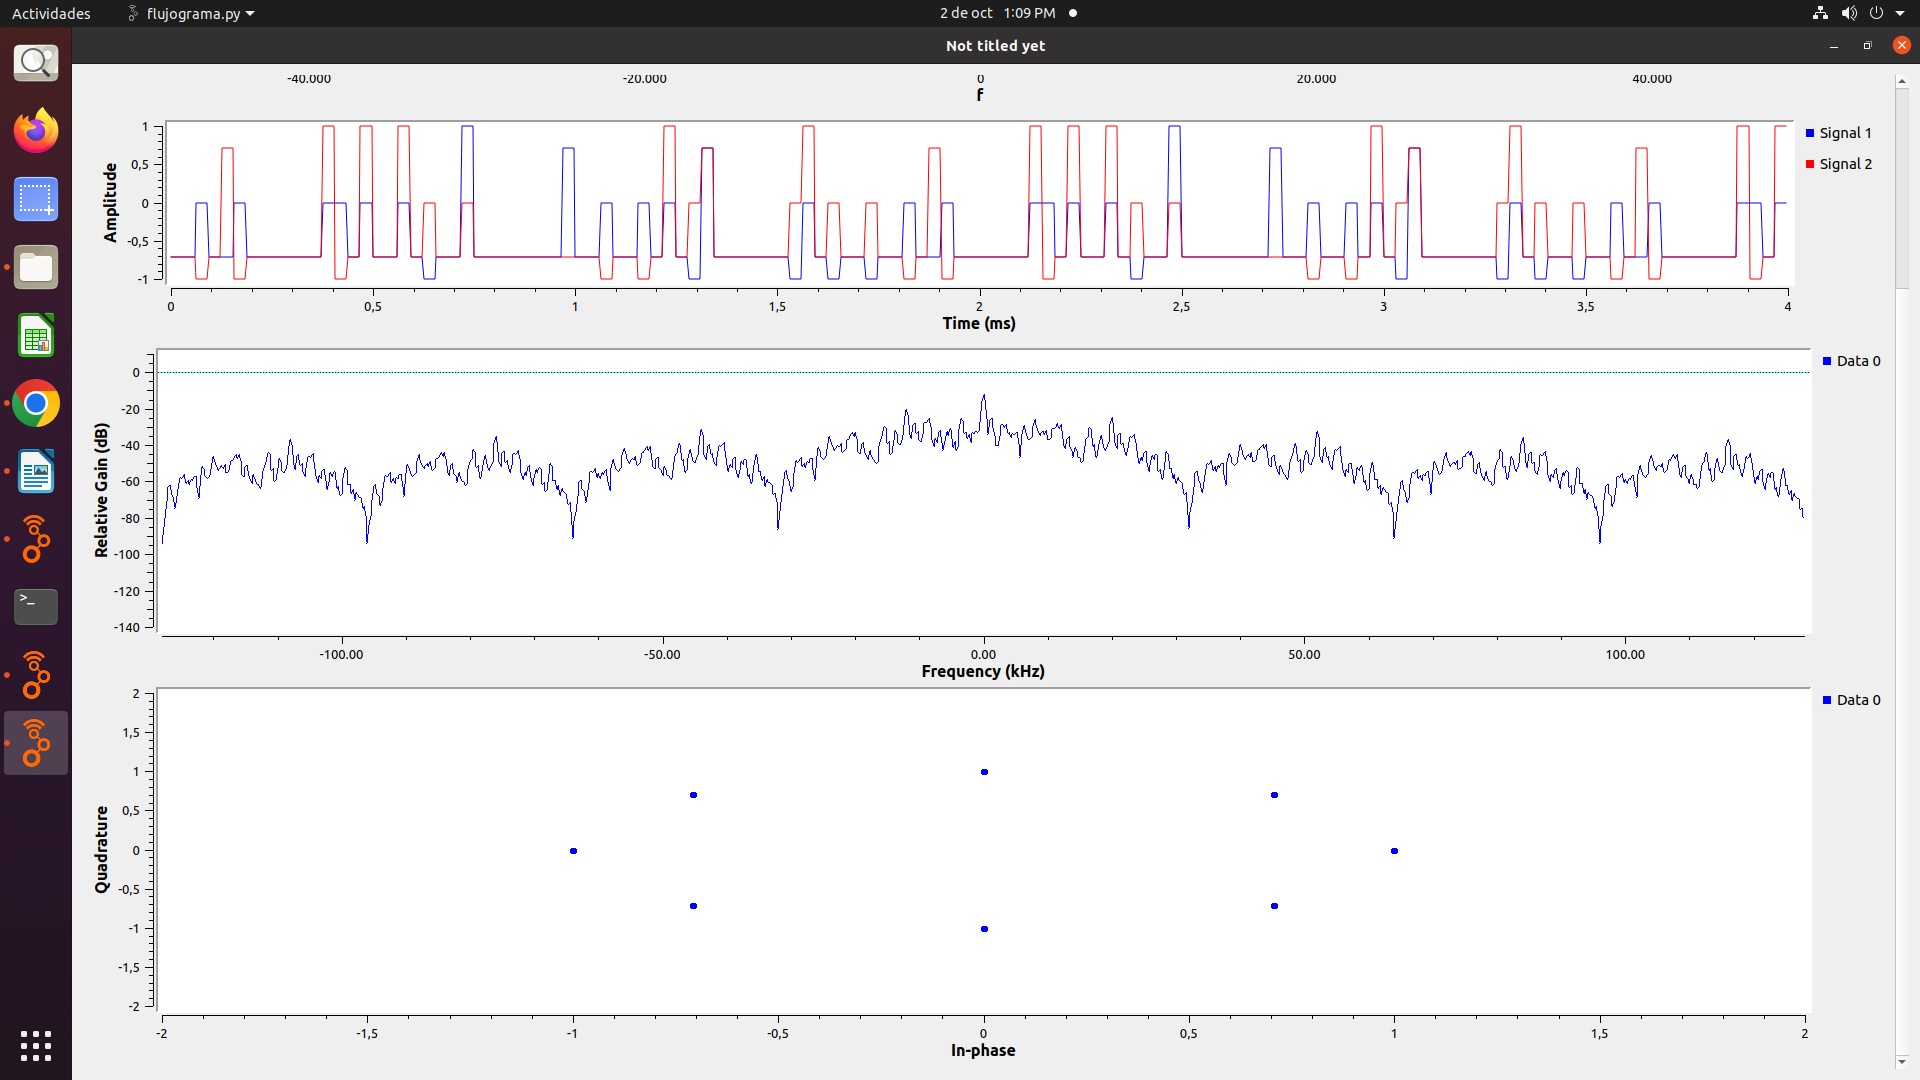 Actividades flujograma.py 2 de oct 1:09 PM
Not titled yet
-40.000 -20.000 0 20.000 40.000
f
Amplitude
1
0,5
0
-0,5
-1
Signal 1
Signal 2
0 0,5 1 1,5 2 2,5 3 3,5 4
Time (ms)
Relative Gain (dB)
0
-20
-40
-60
-80
-100
-120
-140
Data 0
-100.00 -50.00 0.00 50.00 100.00
Frequency (kHz)
Quadrature
2
1,5
1
0,5
0
-0,5
-1
-1,5
-2
Data 0
-2 -1,5 -1 -0,5 0 0,5 1 1,5 2
In-phase
>_